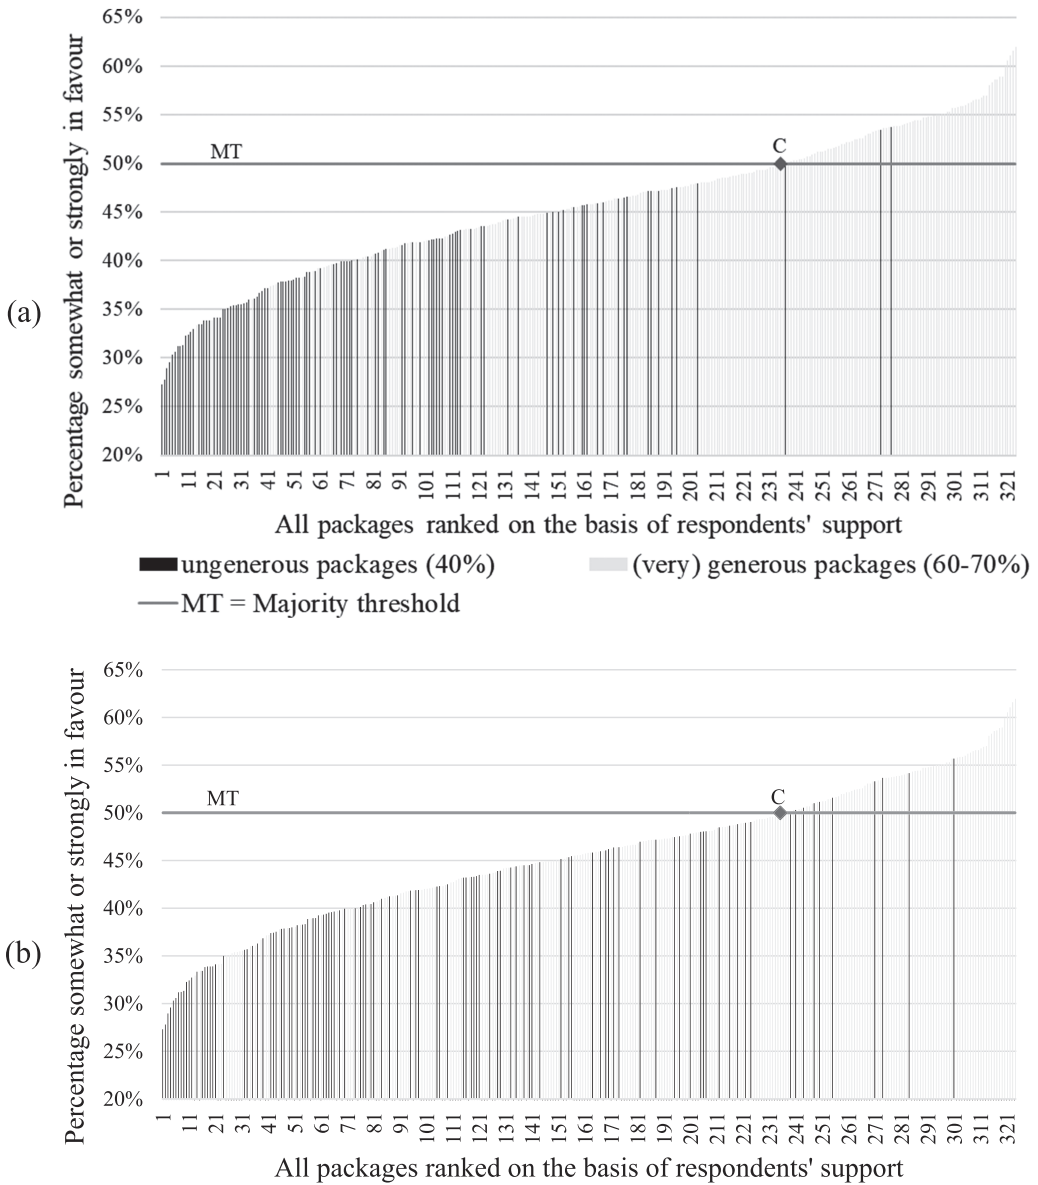 65%
60%
55%
50%
45%
40%
35%
30%
25%
20%
Percentage somewhat or strongly in favour
(a)
MT
C
1 11 21 31 41 51 61 71 81 91 101 111 121 131 141 151 161 171 181 191 201 211 221 231 241 251 261 271 281 291 301 311 321
All packages ranked on the basis of respondents' support
ungenerous packages (40%) (very) generous packages (60-70%)
MT = Majority threshold
65%
60%
55%
50%
45%
40%
35%
30%
25%
20%
Percentage somewhat or strongly in favour
(b)
MT
C
1 11 21 31 41 51 61 71 81 91 101 111 121 131 141 151 161 171 181 191 201 211 221 231 241 251 261 271 281 291 301 311 321
All packages ranked on the basis of respondents' support